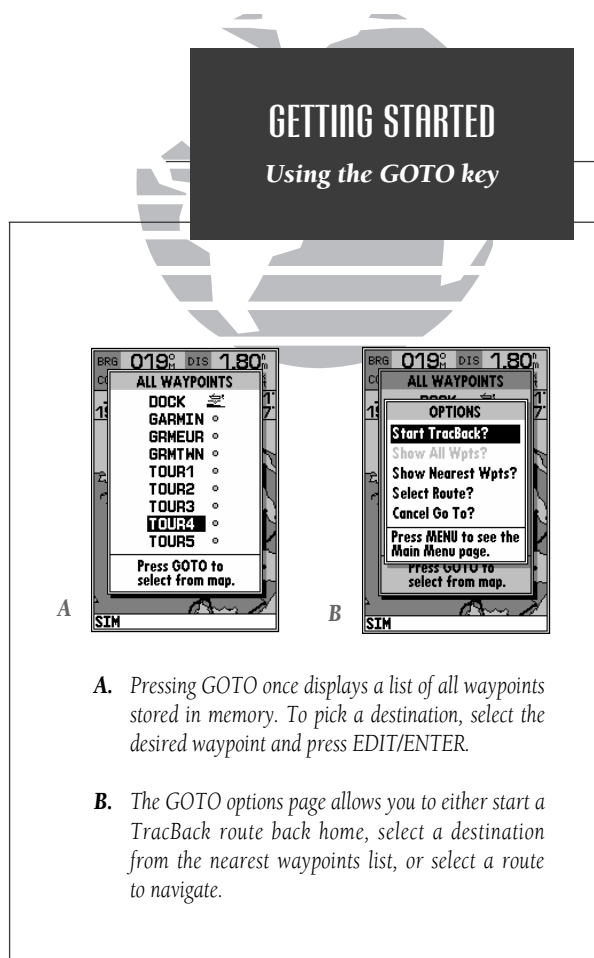 GETTING STARTED
Using the GOTO key
BRG 019°M DIS 1.80nm
ALL WAYPOINTS
DOCK
GARMIN
GRMEUR
GRMTWN
TOUR1
TOUR2
TOUR3
TOUR4
TOUR5
Press GOTO to
select from map.
SIM
A
BRG 019°M DIS 1.80nm
ALL WAYPOINTS
OPTIONS
Start TracBack?
Show All Wpts?
Show Nearest Wpts?
Select Route?
Cancel Go To?
Press MENU to see the
Main Menu page.
Press GOTO to
select from map.
SIM
B
A. Pressing GOTO once displays a list of all waypoints
stored in memory. To pick a destination, select the
desired waypoint and press EDIT/ENTER.
B. The GOTO options page allows you to either start a
TracBack route back home, select a destination
from the nearest waypoints list, or select a route
to navigate.